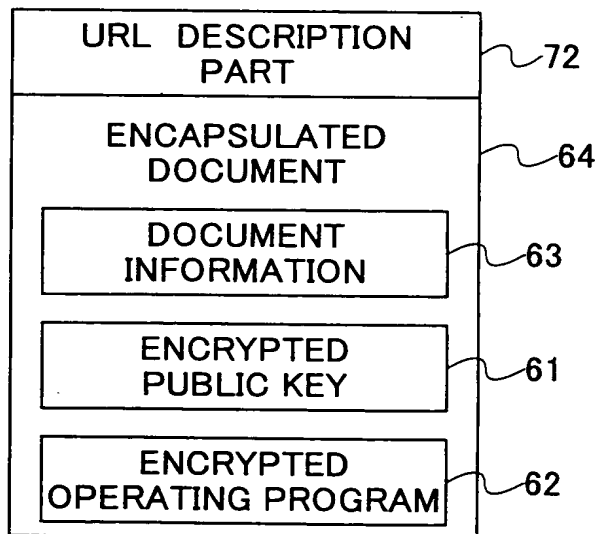 URL DESCRIPTION
PART
72
ENCAPSULATED
DOCUMENT
64
DOCUMENT
INFORMATION
63
ENCRYPTED
PUBLIC KEY
61
ENCRYPTED
OPERATING PROGRAM
62